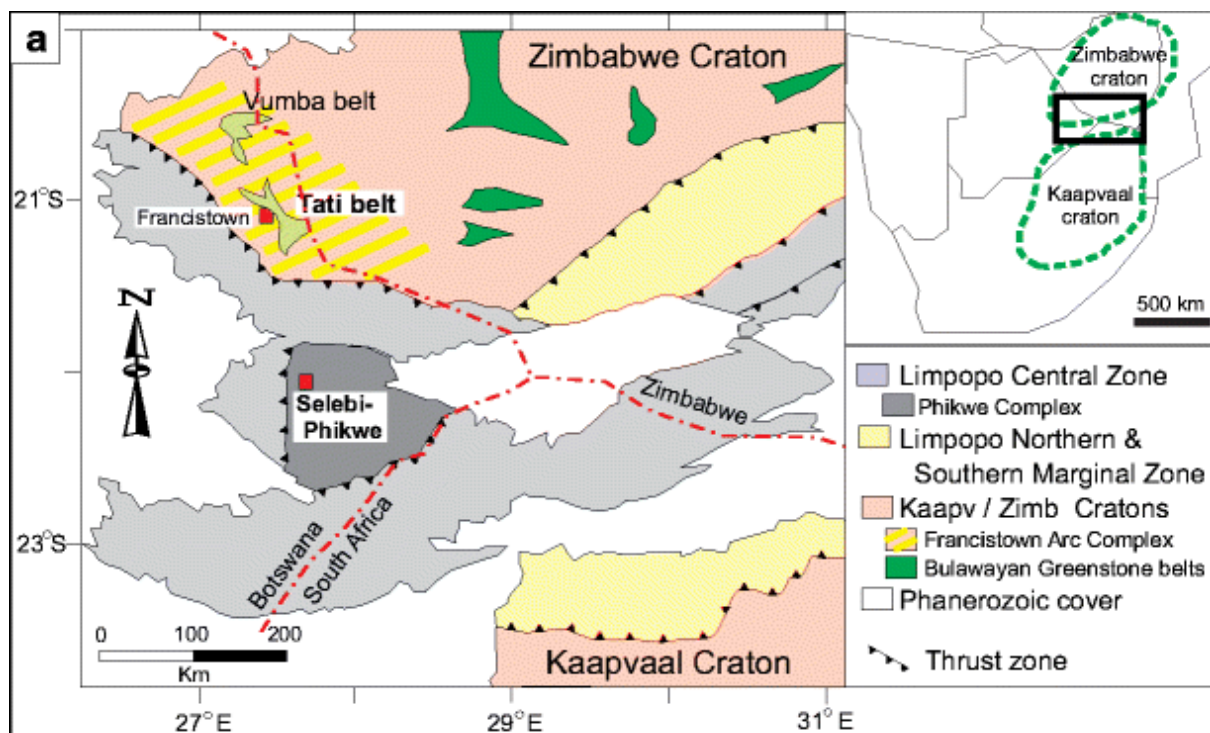 a
Zimbabwe Craton
Vumba belt
Tati belt
Francistown
Selebi-
Phikwe
Zimbabwe
Botswana
South Africa
Kaapvaal Craton
N
21°S
23°S
0 100 200
Km
27°E
29°E
31°E
Zimbabwe
craton
Kaapvaal
craton
500 km
Limpopo Central Zone
Phikwe Complex
Limpopo Northern &
Southern Marginal Zone
Kaapv / Zimb Cratons
Francistown Arc Complex
Bulawayan Greenstone belts
Phanerozoic cover
Thrust zone